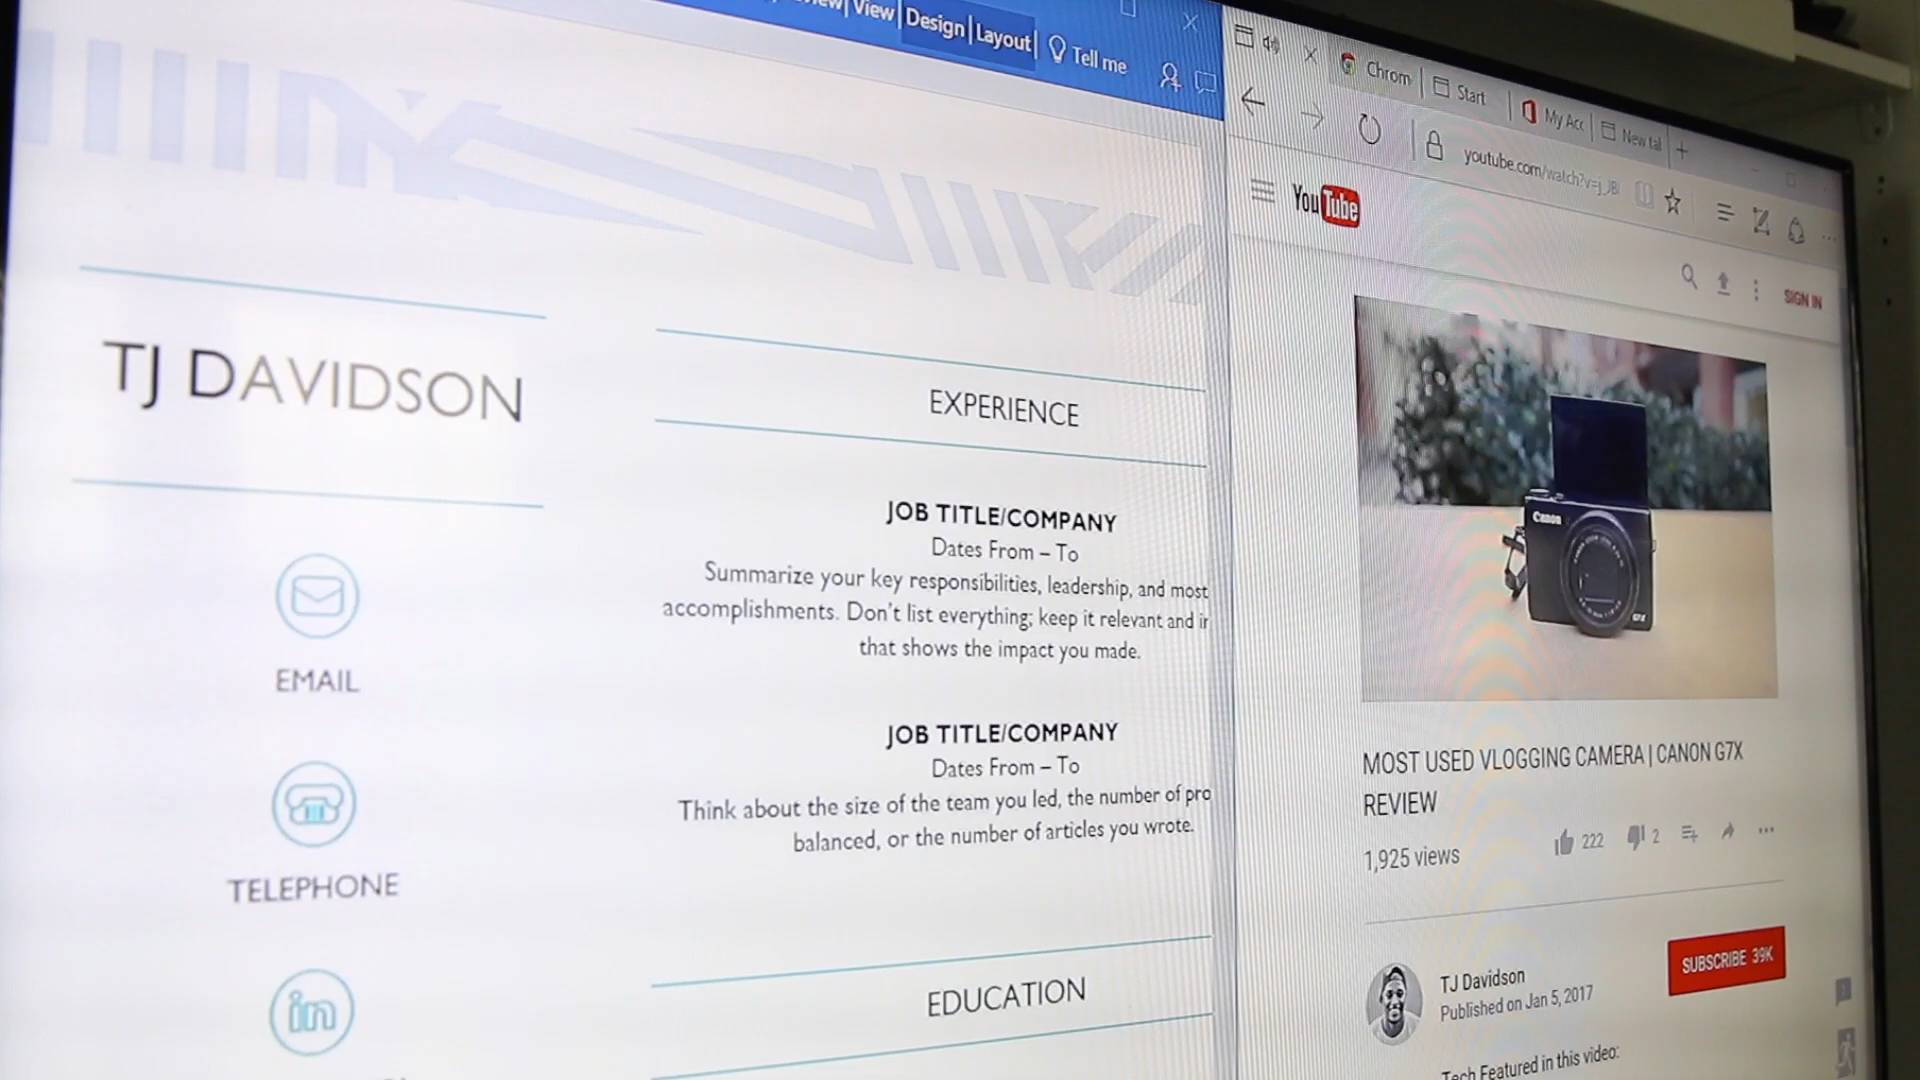 View Design Layout Tell me
TJ DAVIDSON
EMAIL
TELEPHONE
in
EXPERIENCE
JOB TITLE/COMPANY
Dates From – To
Summarize your key responsibilities, leadership, and most
accomplishments. Don't list everything; keep it relevant and
that shows the impact you made.
JOB TITLE/COMPANY
Dates From – To
Think about the size of the team you led, the number of pro
balanced, or the number of articles you wrote.
EDUCATION
Chrom Start My Acc New tal
youtube.com/watch?v=j_JB
YouTube
SIGN IN
Canon
G7X
MOST USED VLOGGING CAMERA | CANON G7X
REVIEW
1,925 views
222 2
TJ Davidson
Published on Jan 5, 2017
SUBSCRIBE 39K
Tech Featured in this video: